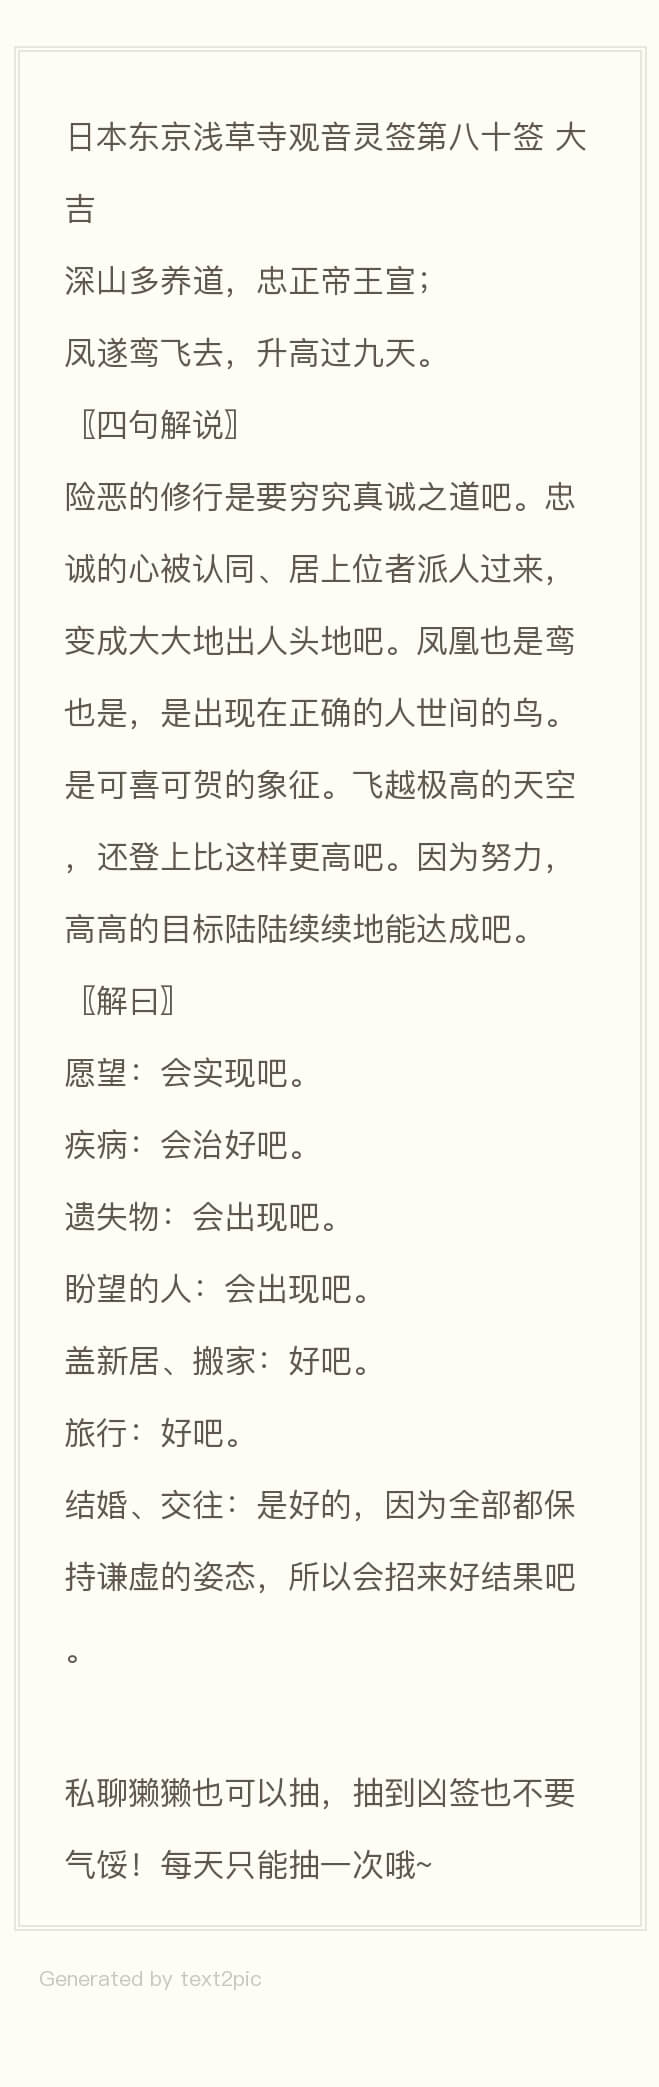 日本东京浅草寺观音灵签第八十签 大
吉
深山多养道，忠正帝王宣；
凤遂鸾飞去，升高过九天。
〖四句解说〗
险恶的修行是要穷究真诚之道吧。忠
诚的心被认同、居上位者派人过来，
变成大大地出人头地吧。凤凰也是鸾
也是，是出现在正确的人世间的鸟。
是可喜可贺的象征。飞越极高的天空
，还登上比这样更高吧。因为努力，
高高的目标陆陆续续地能达成吧。
〖解曰〗
愿望：会实现吧。
疾病：会治好吧。
遗失物：会出现吧。
盼望的人：会出现吧。
盖新居、搬家：好吧。
旅行：好吧。
结婚、交往：是好的，因为全部都保
持谦虚的姿态，所以会招来好结果吧
。
私聊獭獭也可以抽，抽到凶签也不要
气馁！每天只能抽一次哦~
Generated by text2pic